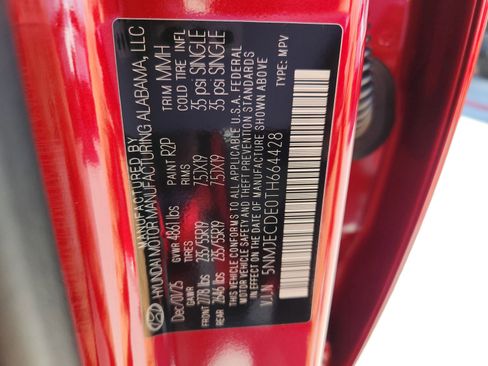 MANUFACTURED BY
HYUNDAI MOTOR MANUFACTURING ALABAMA, LLC
Dec/01/25 PAINT R2P TRIM MMH
GVWR 4861 lbs
GAWR TIRES RIMS COLD TIRE INFL
FRONT 2778 lbs 235/55R19 7.5JX19 35 psi SINGLE
REAR 2646 lbs 235/55R19 7.5JX19 35 psi SINGLE
THIS VEHICLE CONFORMS TO ALL APPLICABLE U.S.A. FEDERAL
MOTOR VEHICLE SAFETY AND THEFT PREVENTION
STANDARDS IN EFFECT ON THE DATE OF MANUFACTURE SHOWN ABOVE
V.I.N : 5NMJECDE0TH664428 TYPE: MPV